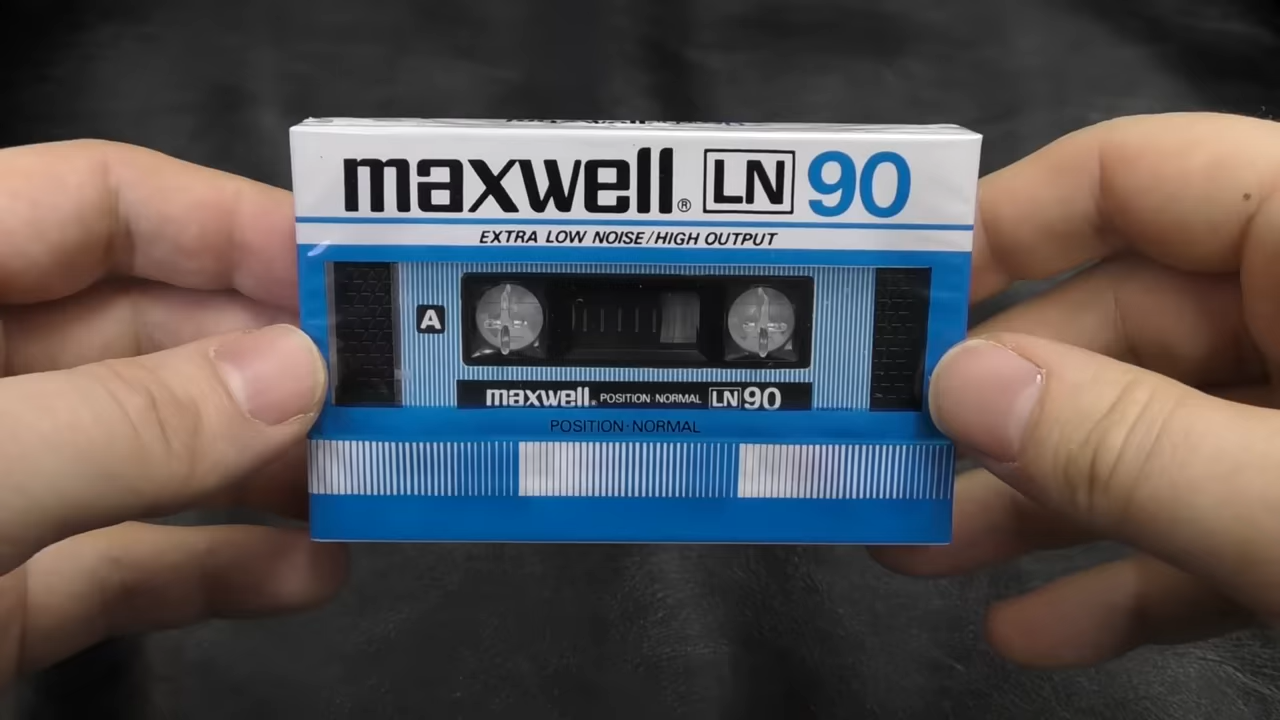 maxwell® LN 90
EXTRA LOW NOISE/HIGH OUTPUT
A
maxwell® POSITION·NORMAL LN 90
POSITION·NORMAL